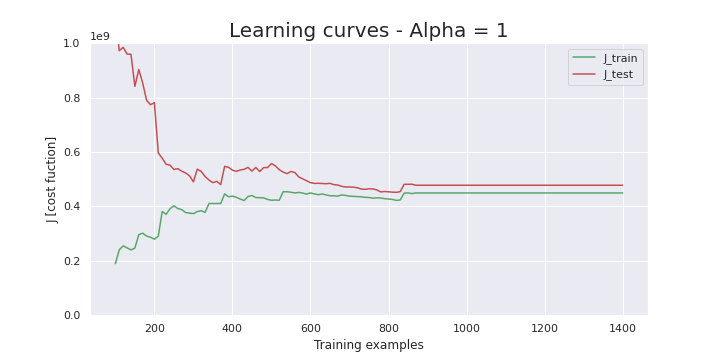 Learning curves - Alpha = 1
1e9
J_train
J_test
1.0
0.8
0.6
0.4
0.2
0.0
J [cost fuction]
200
400
600
800
1000
1200
1400
Training examples